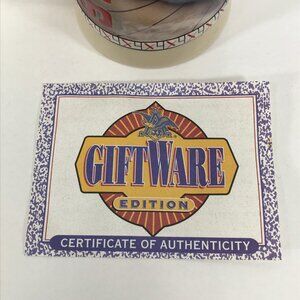 GIFTWARE
EDITION
CERTIFICATE OF AUTHENTICITY